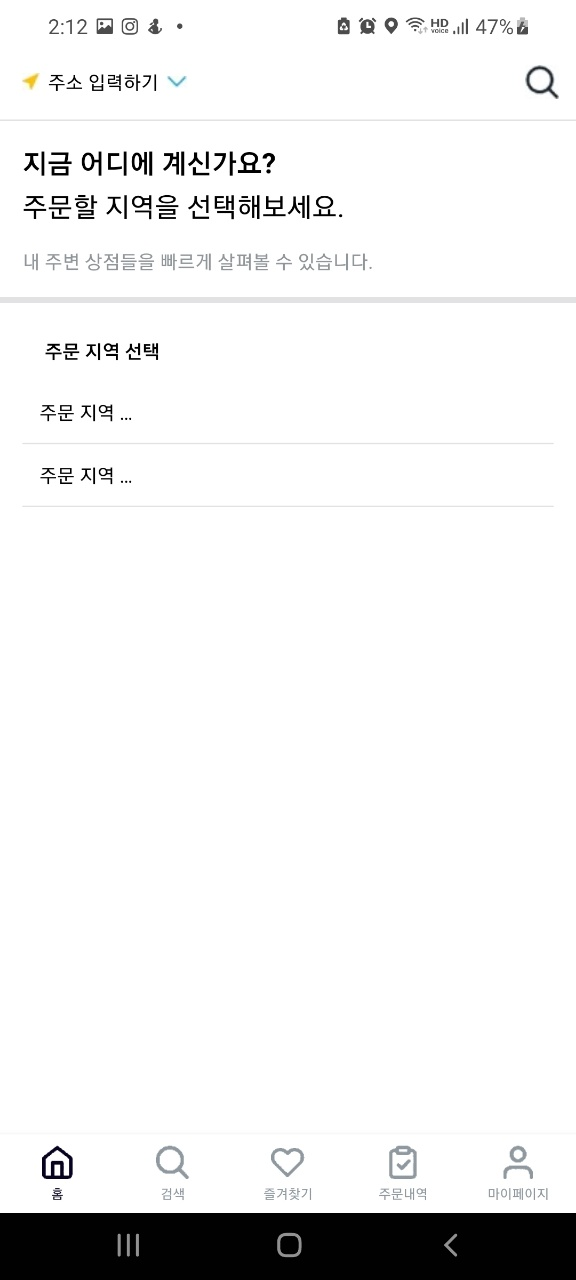 2:12
HD voice 47%
주소 입력하기
지금 어디에 계신가요?
주문할 지역을 선택해보세요.
내 주변 상점들을 빠르게 살펴볼 수 있습니다.
주문 지역 선택
주문 지역 ...
주문 지역 ...
홈 검색 즐겨찾기 주문내역 마이페이지